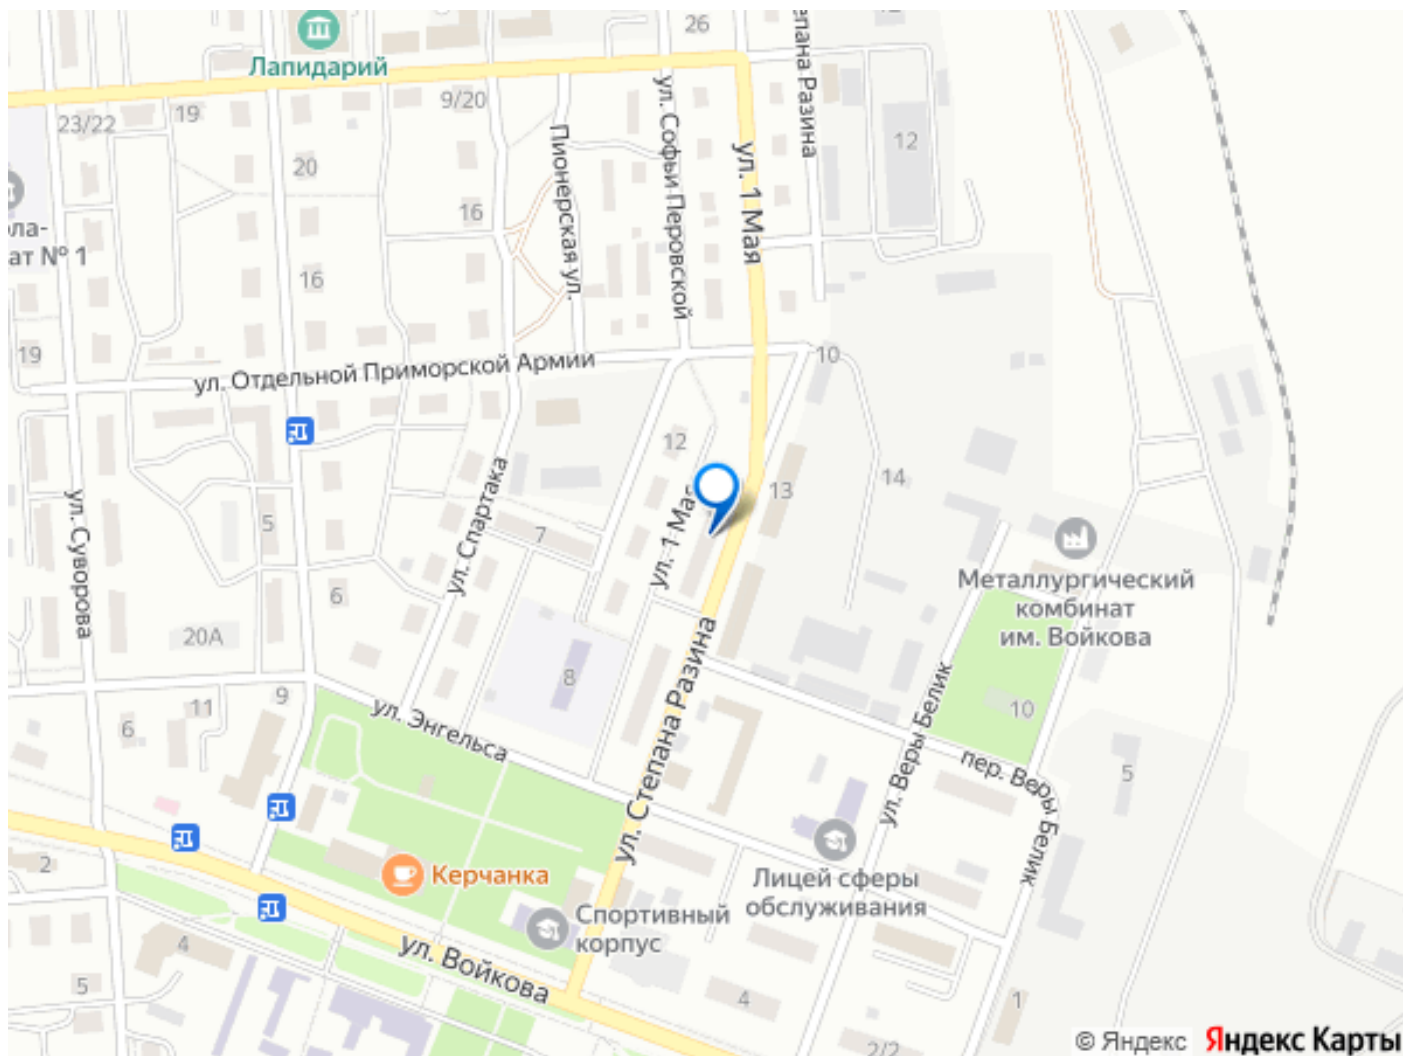 26
Лапидарий
9/20
19
23/22
12
20
16
ул. Софьи Перовской
Пионерская ул.
ул. 1 Мая
епана Разина
ат № 1
16
19
ул. Отдельной Приморской Армии
10
12
13
14
ул. 1 Мая
ул. Спартака
ул. Суворова
5
7
6
20А
8
Металлургический
комбинат
им. Войкова
10
9
11
6
ул. Энгельса
ул. Степана Разина
ул. Веры Белик
пер. Веры Белик
5
2
Керчанка
Лицей сферы
обслуживания
Спортивный
корпус
4
ул. Войкова
5
4
1
2/2
© Яндекс Яндекс Карты